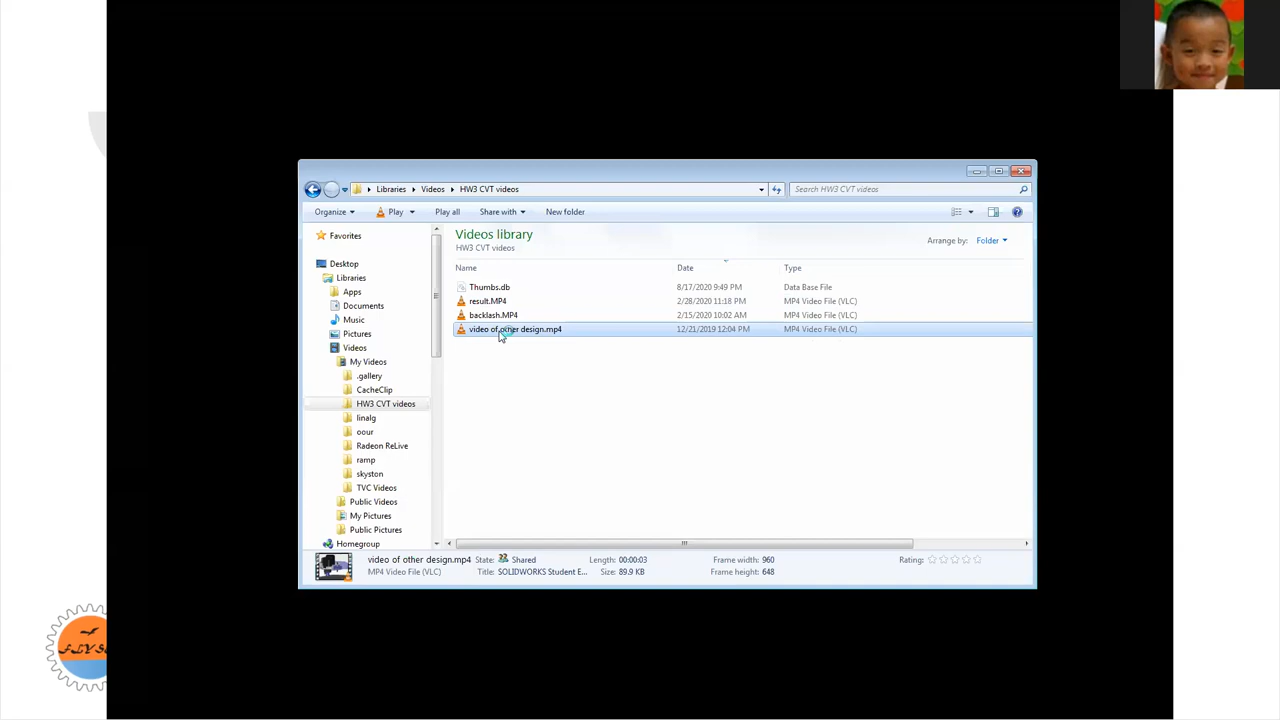 Libraries Videos HW3 CVT videos Search HW3 CVT videos
Organize Play Play all Share with New folder
Favorites
Desktop
Libraries
Apps
Documents
Music
Pictures
Videos
My Videos
.gallery
CacheClip
HW3 CVT videos
linalg
oour
Radeon ReLive
ramp
skyston
TVC Videos
Public Videos
My Pictures
Public Pictures
Homegroup
Videos library
HW3 CVT videos
Arrange by: Folder
Name Date Type
Thumbs.db 8/17/2020 9:49 PM Data Base File
result.MP4 2/28/2020 11:18 PM MP4 Video File (VLC)
backlash.MP4 2/15/2020 10:02 AM MP4 Video File (VLC)
video of other design.mp4 12/21/2019 12:04 PM MP4 Video File (VLC)
video of other design.mp4 State: Shared Length: 00:00:03 Frame width: 960 Rating:
MP4 Video File (VLC) Title: SOLIDWORKS Student E... Size: 89.9 KB Frame height: 648